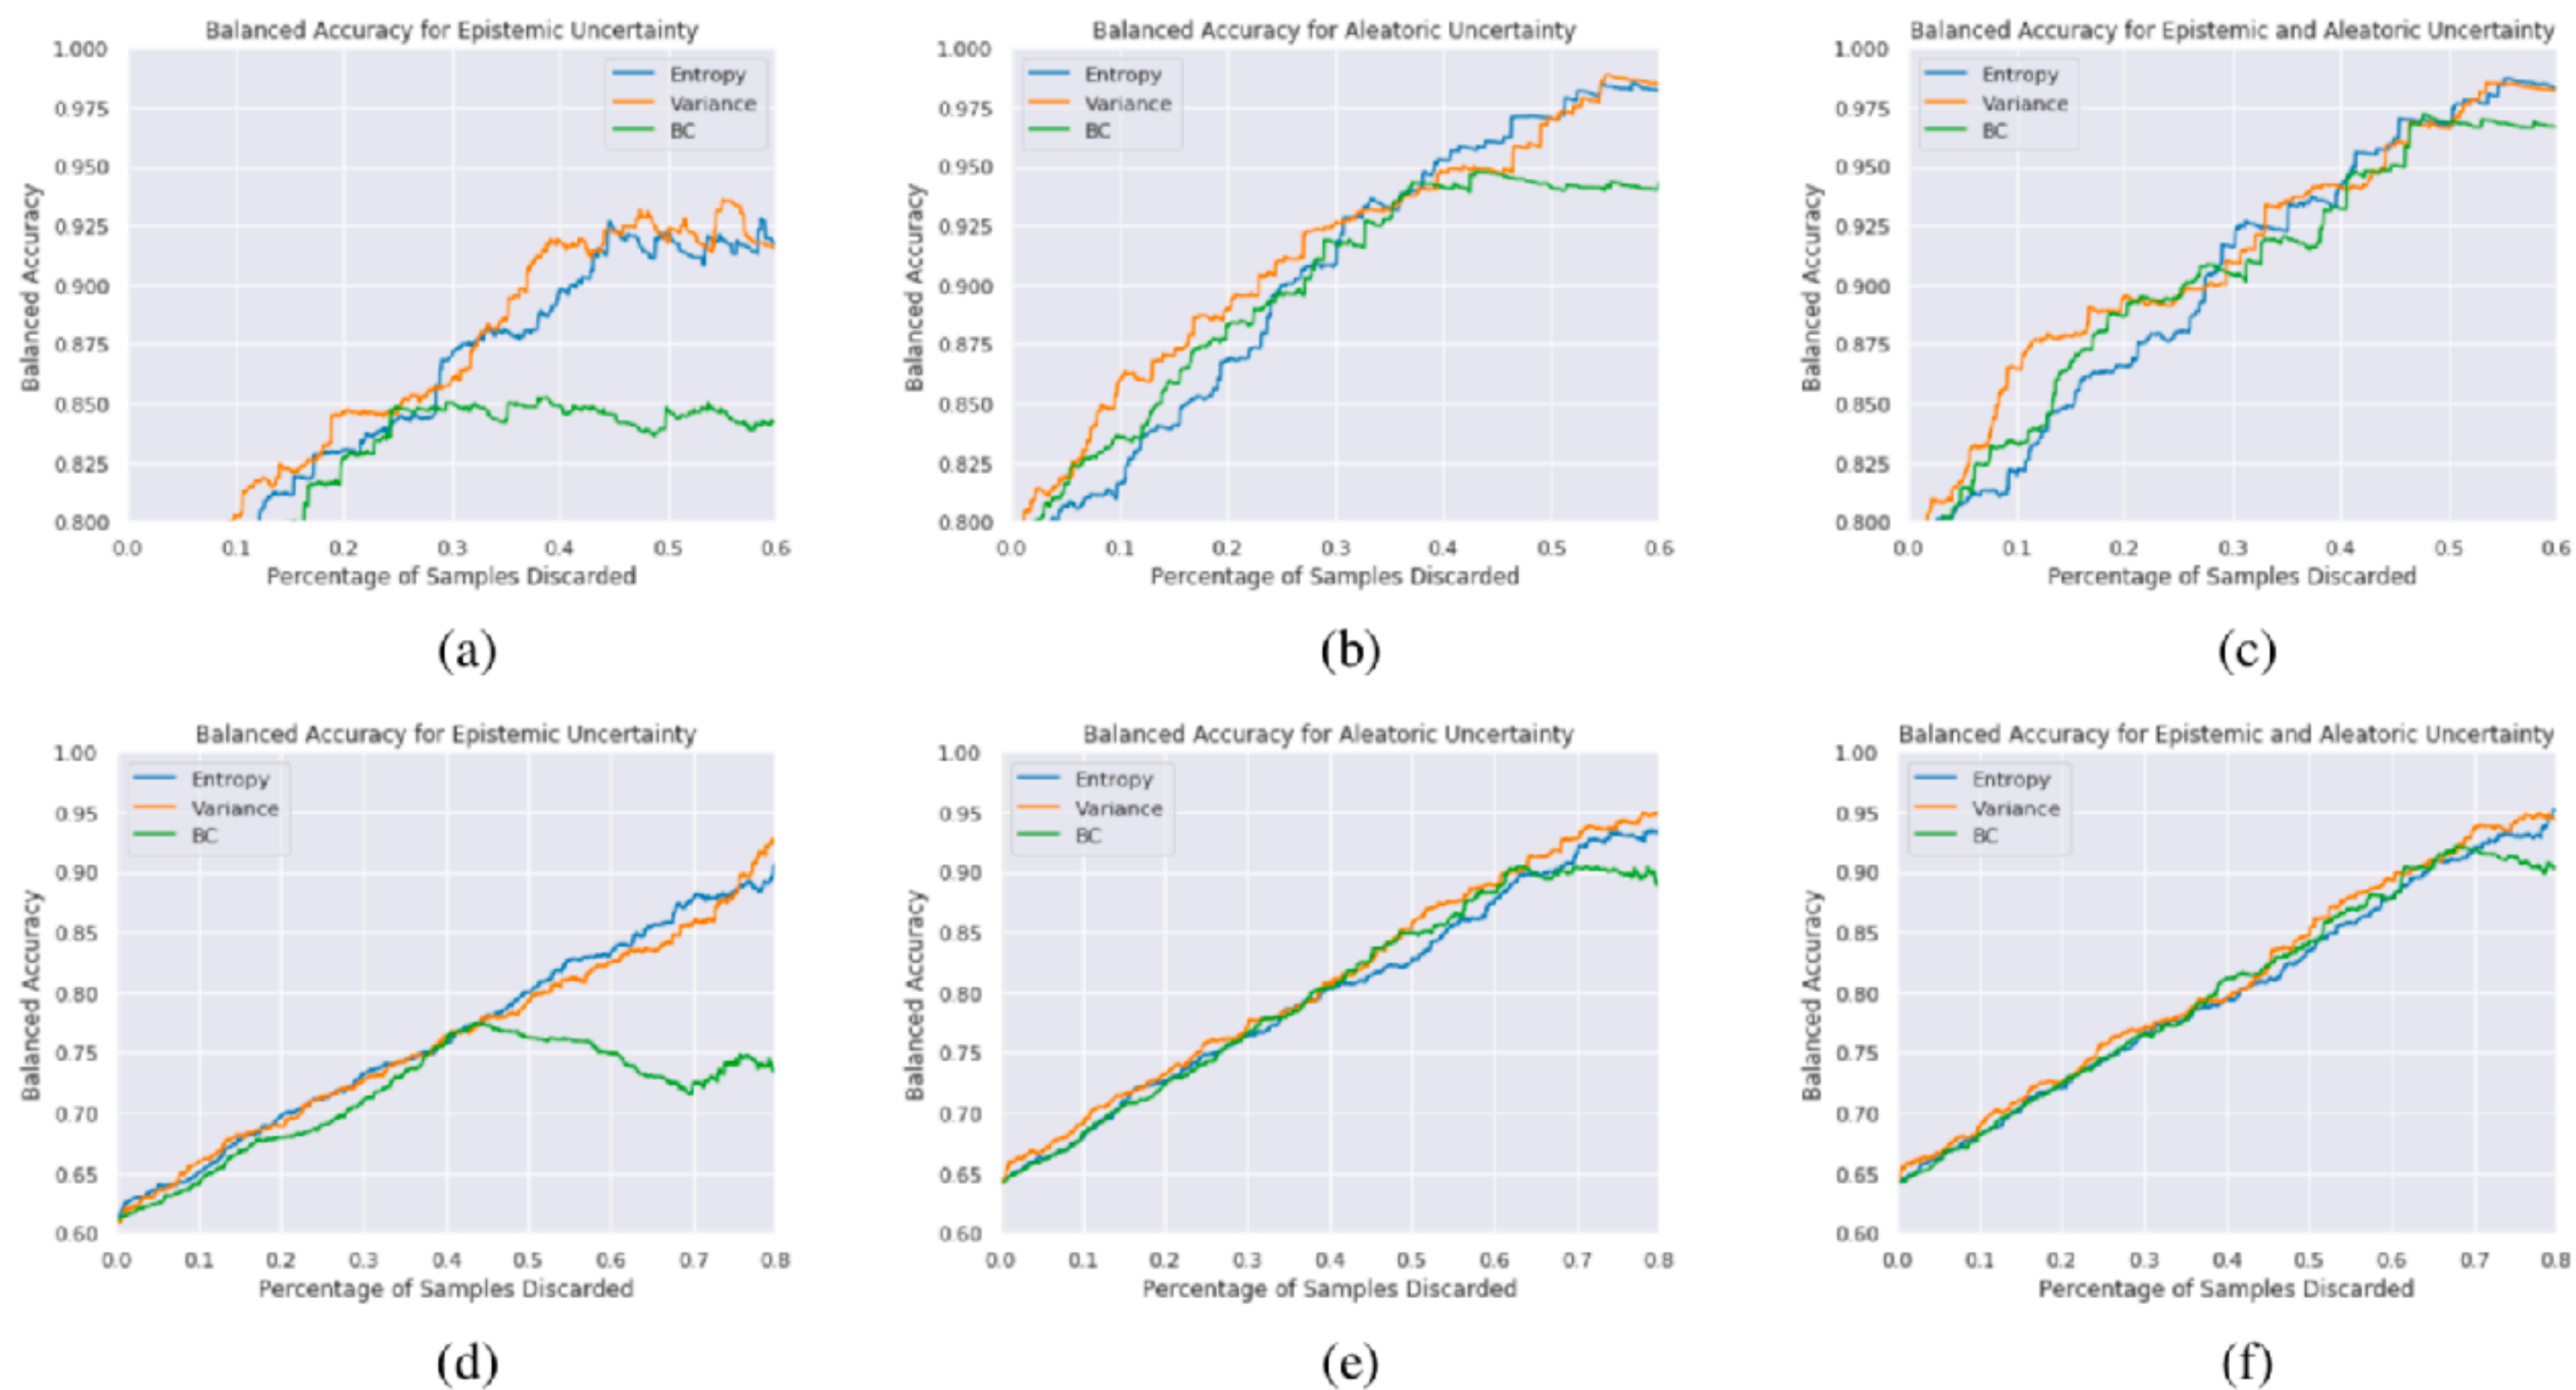 Balanced Accuracy for Epistemic Uncertainty
1.000
0.975
0.950
0.925
0.900
0.875
0.850
0.825
0.800
Balanced Accuracy
Entropy
Variance
BC
0.0 0.1 0.2 0.3 0.4 0.5 0.6
Percentage of Samples Discarded
(a)
Balanced Accuracy for Aleatoric Uncertainty
1.000
0.975
0.950
0.925
0.900
0.875
0.850
0.825
0.800
Balanced Accuracy
Entropy
Variance
BC
0.0 0.1 0.2 0.3 0.4 0.5 0.6
Percentage of Samples Discarded
(b)
Balanced Accuracy for Epistemic and Aleatoric Uncertainty
1.000
0.975
0.950
0.925
0.900
0.875
0.850
0.825
0.800
Balanced Accuracy
Entropy
Variance
BC
0.0 0.1 0.2 0.3 0.4 0.5 0.6
Percentage of Samples Discarded
(c)
Balanced Accuracy for Epistemic Uncertainty
1.00
0.95
0.90
0.85
0.80
0.75
0.70
0.65
0.60
Balanced Accuracy
Entropy
Variance
BC
0.0 0.1 0.2 0.3 0.4 0.5 0.6 0.7 0.8
Percentage of Samples Discarded
(d)
Balanced Accuracy for Aleatoric Uncertainty
1.00
0.95
0.90
0.85
0.80
0.75
0.70
0.65
0.60
Balanced Accuracy
Entropy
Variance
BC
0.0 0.1 0.2 0.3 0.4 0.5 0.6 0.7 0.8
Percentage of Samples Discarded
(e)
Balanced Accuracy for Epistemic and Aleatoric Uncertainty
1.00
0.95
0.90
0.85
0.80
0.75
0.70
0.65
0.60
Balanced Accuracy
Entropy
Variance
BC
0.0 0.1 0.2 0.3 0.4 0.5 0.6 0.7 0.8
Percentage of Samples Discarded
(f)